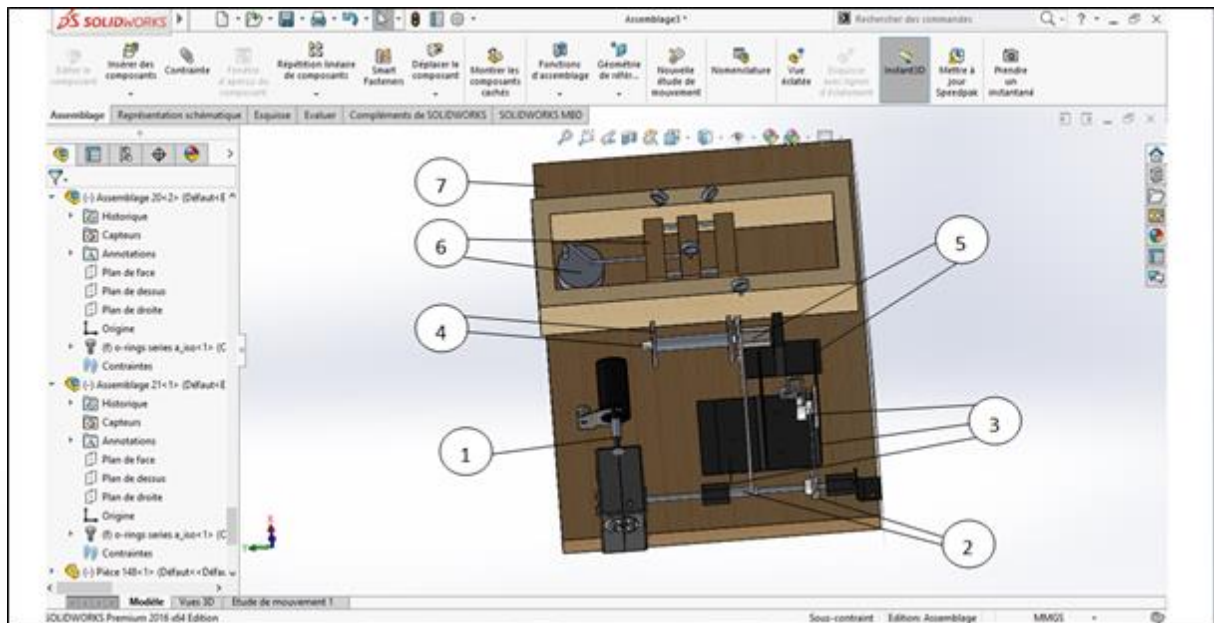 SOLIDWORKS
Assemblage1 *
Rechercher des commandes
Insérer des composants
Contrainte
Répétition linéaire de composants
Smart Fasteners
Déplacer le composant
Montrer les composants cachés
Fonctions d'assemblage
Géométrie de référ...
Nouvelle étude de mouvement
Nomenclature
Vue éclatée
Instant3D
Mettre à jour Speedpak
Prendre un instantané
Assemblage Représentation schématique Esquisse Evaluer Compléments de SOLIDWORKS SOLIDWORKS MBD
(-) Assemblage 20<2> (Défaut<E
Historique
Capteurs
Annotations
Plan de face
Plan de dessus
Plan de droite
Origine
(f) o-rings series a_iso<1> (C
Contraintes
(-) Assemblage 21<1> (Défaut<E
Historique
Capteurs
Annotations
Plan de face
Plan de dessus
Plan de droite
Origine
(f) o-rings series a_iso<1> (C
Contraintes
(-) Pièce 148<1> (Défaut<<Défau
7
6
5
4
3
1
2
Modèle Vues 3D Etude de mouvement 1
SOLIDWORKS Premium 2016 x64 Edition
Sous-contraint Edition: Assemblage MMGS